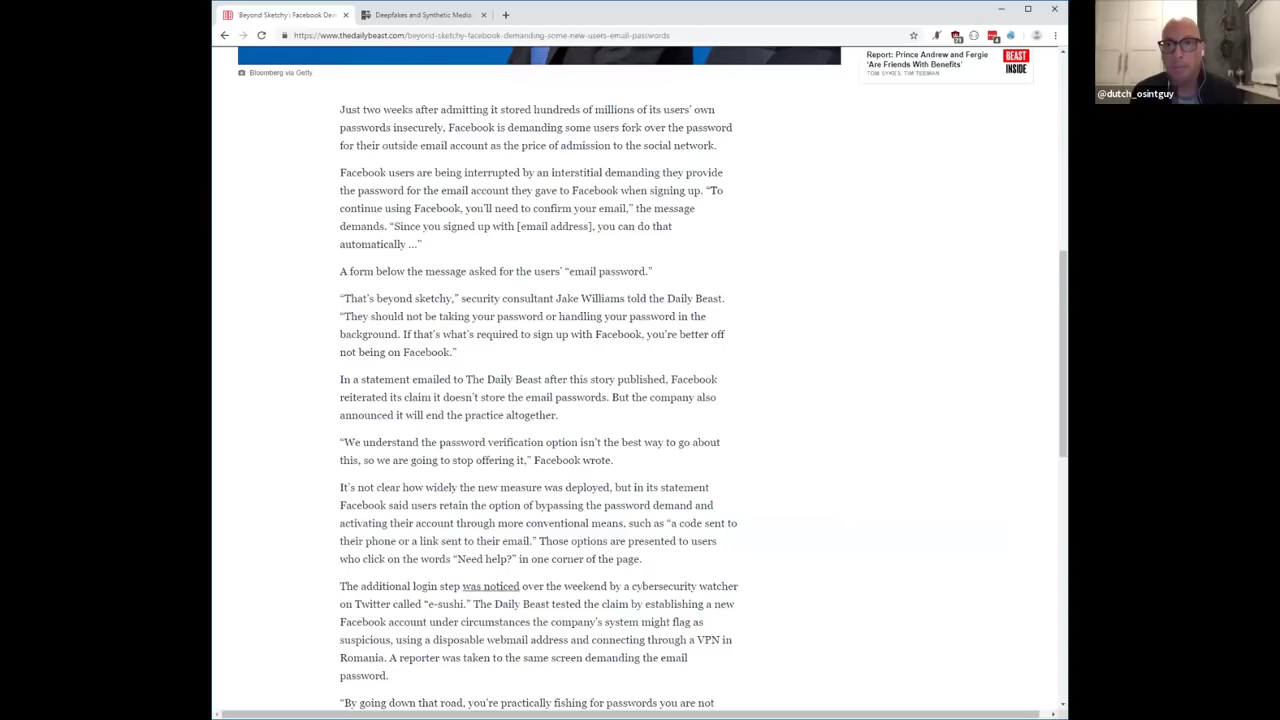 'Beyond Sketchy': Facebook Dem
Deepfakes and Synthetic Media
https://www.thedailybeast.com/beyond-sketchy-facebook-demanding-some-new-users-email-passwords
Bloomberg via Getty
Report: Prince Andrew and Fergie
'Are Friends With Benefits'
TOM SYKES, TIM TEEMAN
BEAST
INSIDE
@dutch_osintguy
Just two weeks after admitting it stored hundreds of millions of its users' own
passwords insecurely, Facebook is demanding some users fork over the password
for their outside email account as the price of admission to the social network.
Facebook users are being interrupted by an interstitial demanding they provide
the password for the email account they gave to Facebook when signing up. “To
continue using Facebook, you'll need to confirm your email,” the message
demands. “Since you signed up with [email address], you can do that
automatically ...”
A form below the message asked for the users' “email password.”
“That's beyond sketchy,” security consultant Jake Williams told the Daily Beast.
“They should not be taking your password or handling your password in the
background. If that's what's required to sign up with Facebook, you're better off
not being on Facebook.”
In a statement emailed to The Daily Beast after this story published, Facebook
reiterated its claim it doesn't store the email passwords. But the company also
announced it will end the practice altogether.
“We understand the password verification option isn't the best way to go about
this, so we are going to stop offering it,” Facebook wrote.
It's not clear how widely the new measure was deployed, but in its statement
Facebook said users retain the option of bypassing the password demand and
activating their account through more conventional means, such as “a code sent to
their phone or a link sent to their email.” Those options are presented to users
who click on the words “Need help?” in one corner of the page.
The additional login step was noticed over the weekend by a cybersecurity watcher
on Twitter called “e-sushi.” The Daily Beast tested the claim by establishing a new
Facebook account under circumstances the company's system might flag as
suspicious, using a disposable webmail address and connecting through a VPN in
Romania. A reporter was taken to the same screen demanding the email
password.
“By going down that road, you're practically fishing for passwords you are not